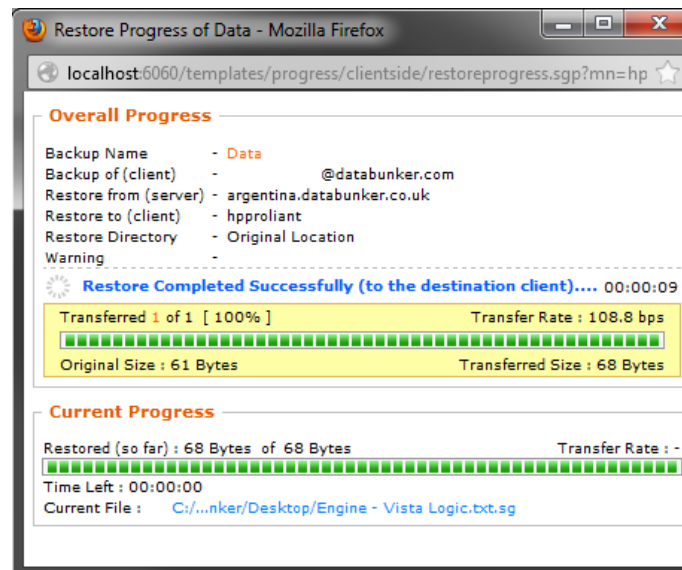 Restore Progress of Data - Mozilla Firefox
localhost:6060/templates/progress/clientside/restoreprogress.sgp?mn=hp
Overall Progress
Backup Name - Data
Backup of (client) - @databunker.com
Restore from (server) - argentina.databunker.co.uk
Restore to (client) - hpproliant
Restore Directory - Original Location
Warning -
Restore Completed Successfully (to the destination client).... 00:00:09
Transferred 1 of 1 [ 100% ] Transfer Rate : 108.8 bps
Original Size : 61 Bytes Transferred Size : 68 Bytes
Current Progress
Restored (so far) : 68 Bytes of 68 Bytes Transfer Rate : -
Time Left : 00:00:00
Current File : C:/...nker/Desktop/Engine - Vista Logic.txt.sg